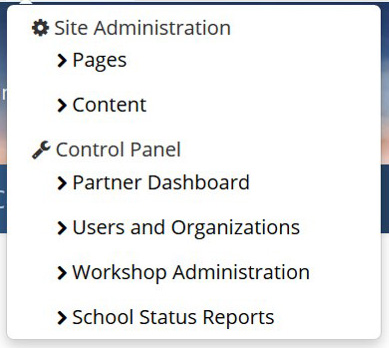 Site Administration
Pages
Content
Control Panel
Partner Dashboard
Users and Organizations
Workshop Administration
School Status Reports